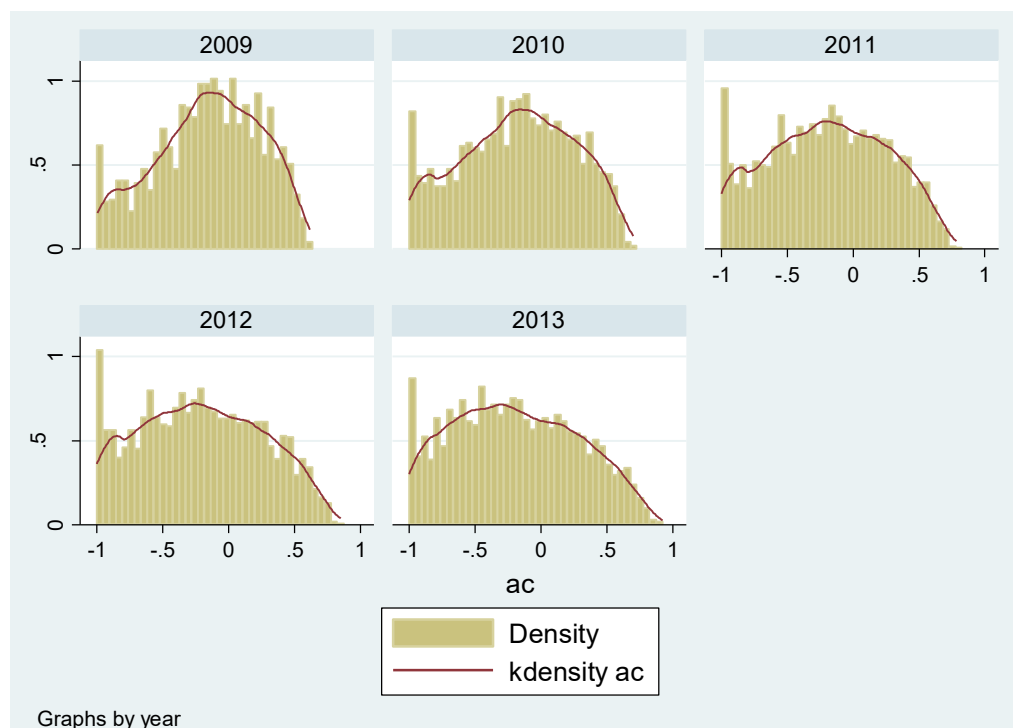 2009 2010 2011
1
.5
0
-1 -.5 0 .5 1
2012 2013
1
.5
0
-1 -.5 0 .5 1 -1 -.5 0 .5 1
ac
Density
kdensity ac
Graphs by year